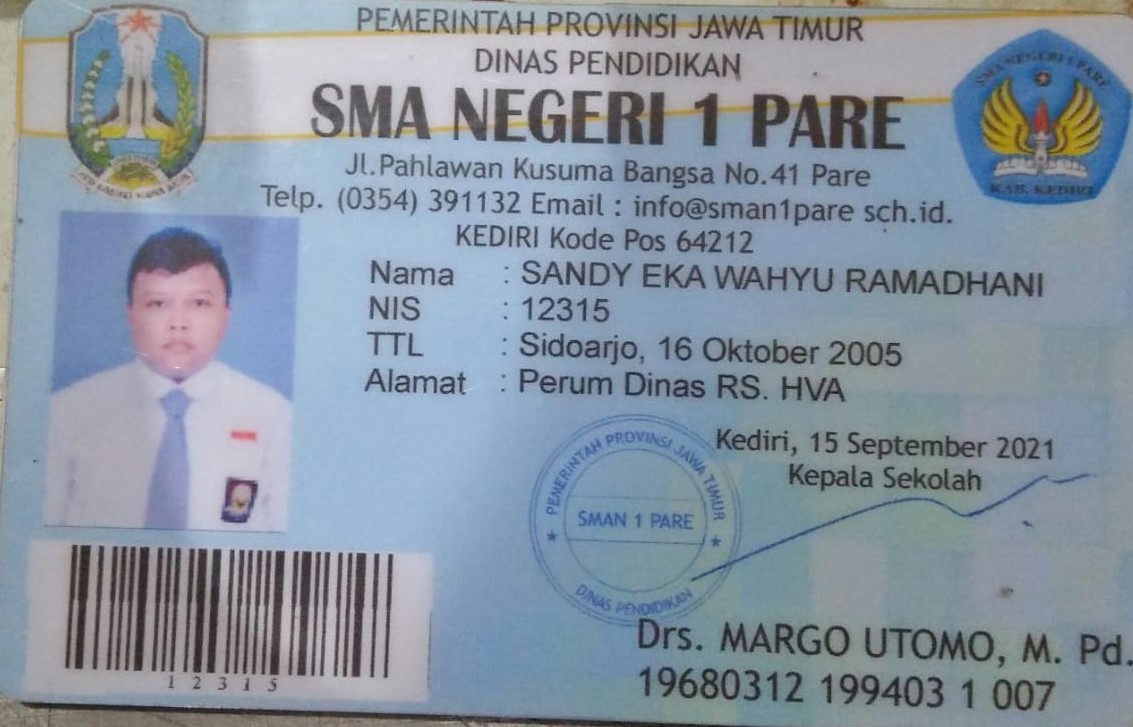 PEMERINTAH PROVINSI JAWA TIMUR
DINAS PENDIDIKAN
SMA NEGERI 1 PARE
Jl.Pahlawan Kusuma Bangsa No.41 Pare
Telp. (0354) 391132 Email : info@sman1pare sch.id.
KEDIRI Kode Pos 64212
SMA NEGERI 1 PARE
KAB. KEDIRI
Nama : SANDY EKA WAHYU RAMADHANI
NIS : 12315
TTL : Sidoarjo, 16 Oktober 2005
Alamat : Perum Dinas RS. HVA
Kediri, 15 September 2021
Kepala Sekolah
PEMERINTAH PROVINSI JAWA TIMUR
SMAN 1 PARE
DINAS PENDIDIKAN
Drs. MARGO UTOMO, M. Pd.
19680312 199403 1 007
12315